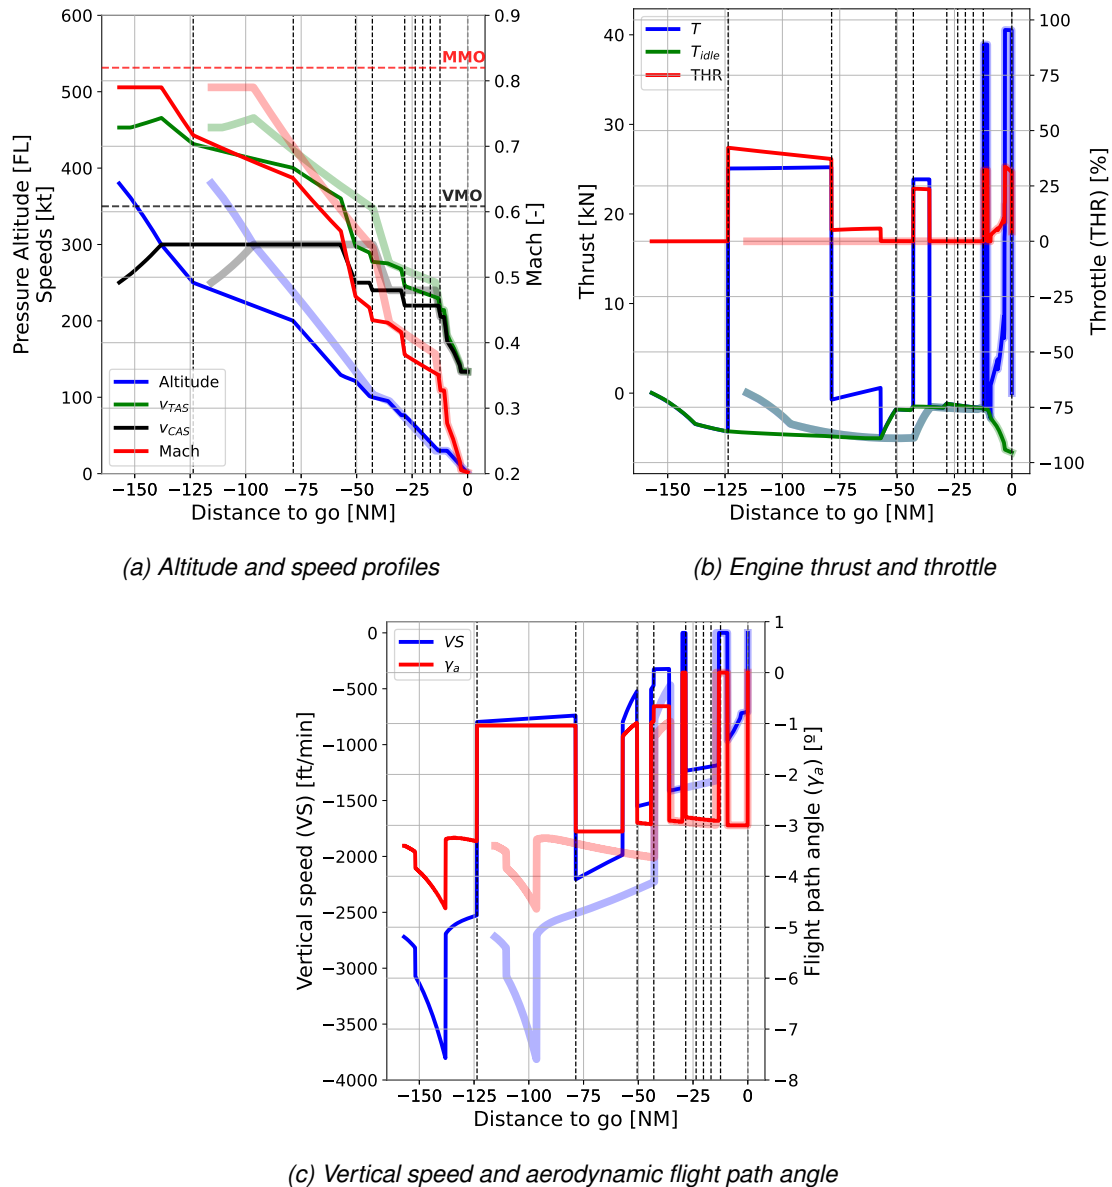 600
500
400
300
200
100
0
Pressure Altitude [FL]
Speeds [kt]
0.9
0.8
0.7
0.6
0.5
0.4
0.3
0.2
Mach [-]
MMO
VMO
Altitude
v_TAS
v_CAS
Mach
−150 −125 −100 −75 −50 −25 0
Distance to go [NM]
(a) Altitude and speed profiles
40
30
20
10
0
Thrust [kN]
100
75
50
25
0
−25
−50
−75
−100
Throttle (THR) [%]
T
T_idle
THR
−150 −125 −100 −75 −50 −25 0
Distance to go [NM]
(b) Engine thrust and throttle
0
−500
−1000
−1500
−2000
−2500
−3000
−3500
−4000
Vertical speed (VS) [ft/min]
1
0
−1
−2
−3
−4
−5
−6
−7
−8
Flight path angle (γ_a) [º]
VS
γ_a
−150 −125 −100 −75 −50 −25 0
Distance to go [NM]
(c) Vertical speed and aerodynamic flight path angle